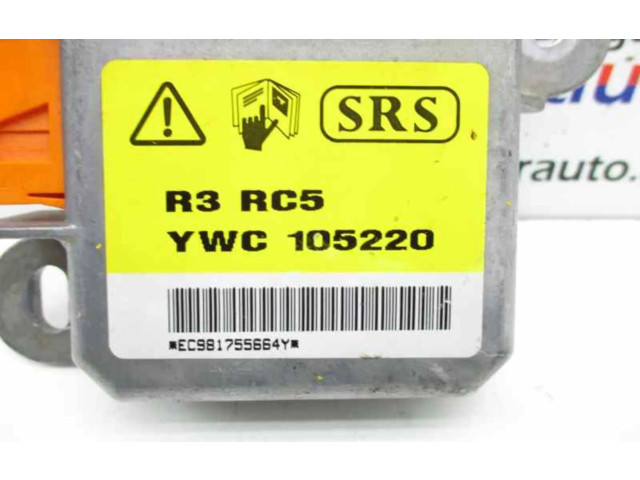 SRS
R3 RC5
YWC 105220
*EC981755664Y*
rauto.